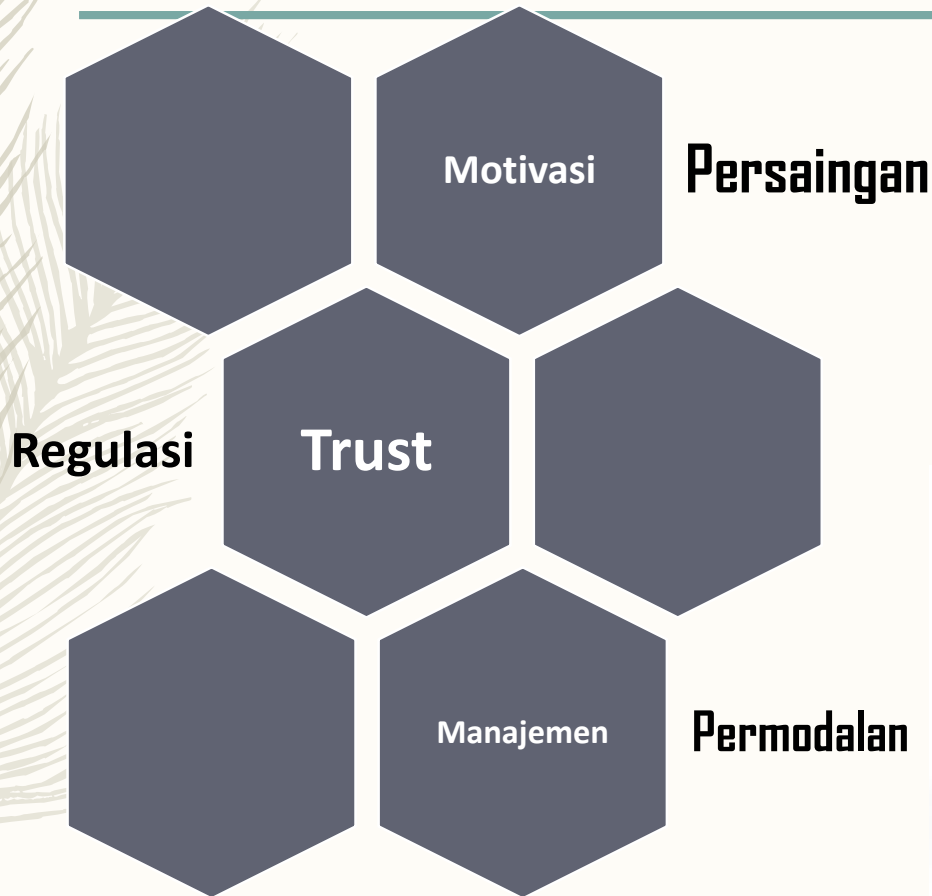 Motivasi
Persaingan
Regulasi
Trust
Manajemen
Permodalan